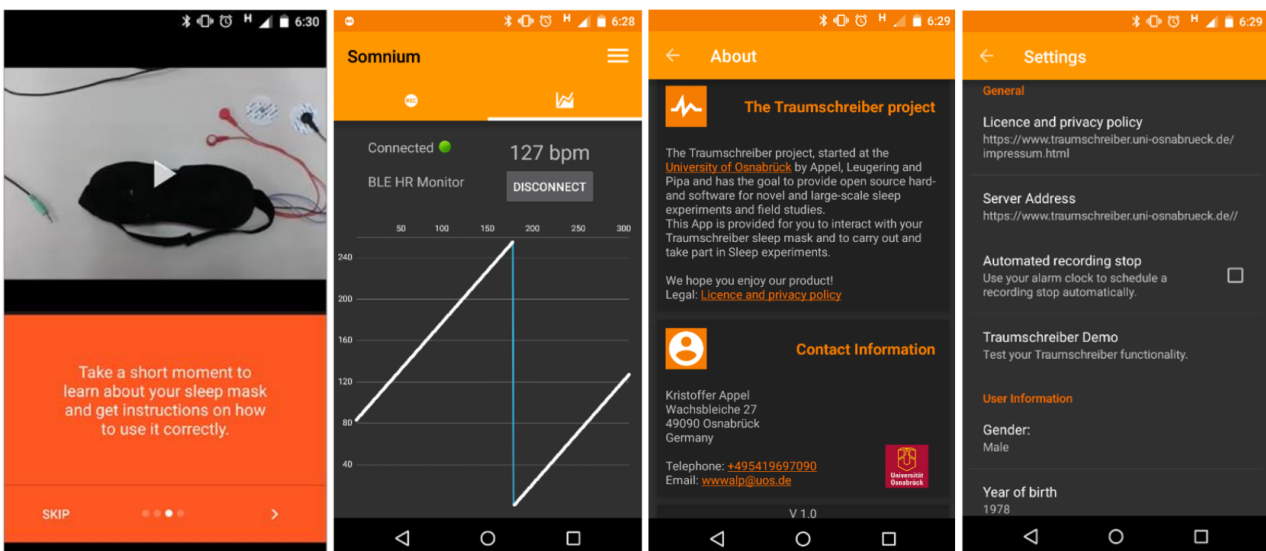 H 6:30
Take a short moment to
learn about your sleep mask
and get instructions on how
to use it correctly.
SKIP
H 6:28
Somnium
REC
Connected
127 bpm
BLE HR Monitor
DISCONNECT
50 100 150 200 250 300
240
200
160
120
80
40
H 6:29
About
The Traumschreiber project
The Traumschreiber project, started at the
University of Osnabrück by Appel, Leugering and
Pipa and has the goal to provide open source hard-
and software for novel and large-scale sleep
experiments and field studies.
This App is provided for you to interact with your
Traumschreiber sleep mask and to carry out and
take part in Sleep experiments.
We hope you enjoy our product!
Legal: Licence and privacy policy
Contact Information
Kristoffer Appel
Wachsbleiche 27
49090 Osnabrück
Germany
Telephone: +495419697090
Email: wwwalp@uos.de
Universität
Osnabrück
V 1.0
H 6:29
Settings
General
Licence and privacy policy
https://www.traumschreiber.uni-osnabrueck.de/
impressum.html
Server Address
https://www.traumschreiber.uni-osnabrueck.de//
Automated recording stop
Use your alarm clock to schedule a
recording stop automatically.
Traumschreiber Demo
Test your Traumschreiber functionality.
User Information
Gender:
Male
Year of birth
1978